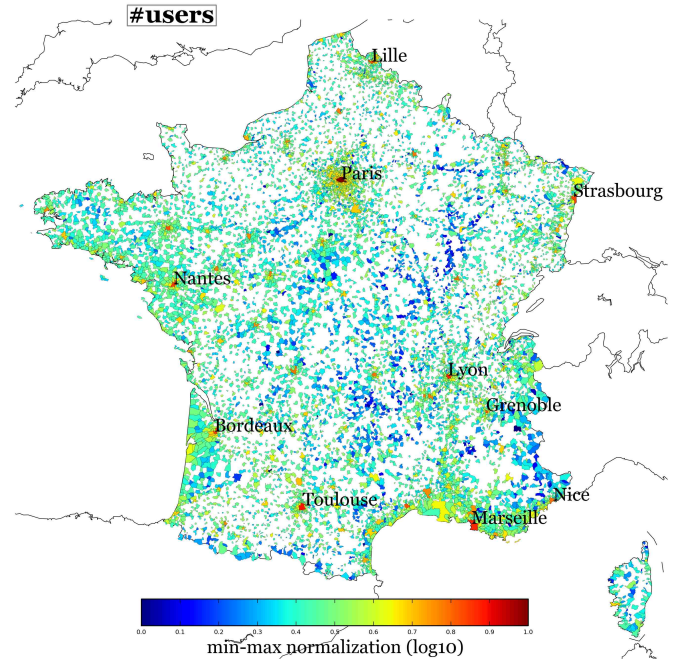 #users
Lille
Paris
Strasbourg
Nantes
Lyon
Grenoble
Bordeaux
Toulouse
Nice
Marseille
0.0 0.1 0.2 0.3 0.4 0.5 0.6 0.7 0.8 0.9 1.0
min-max normalization (log10)